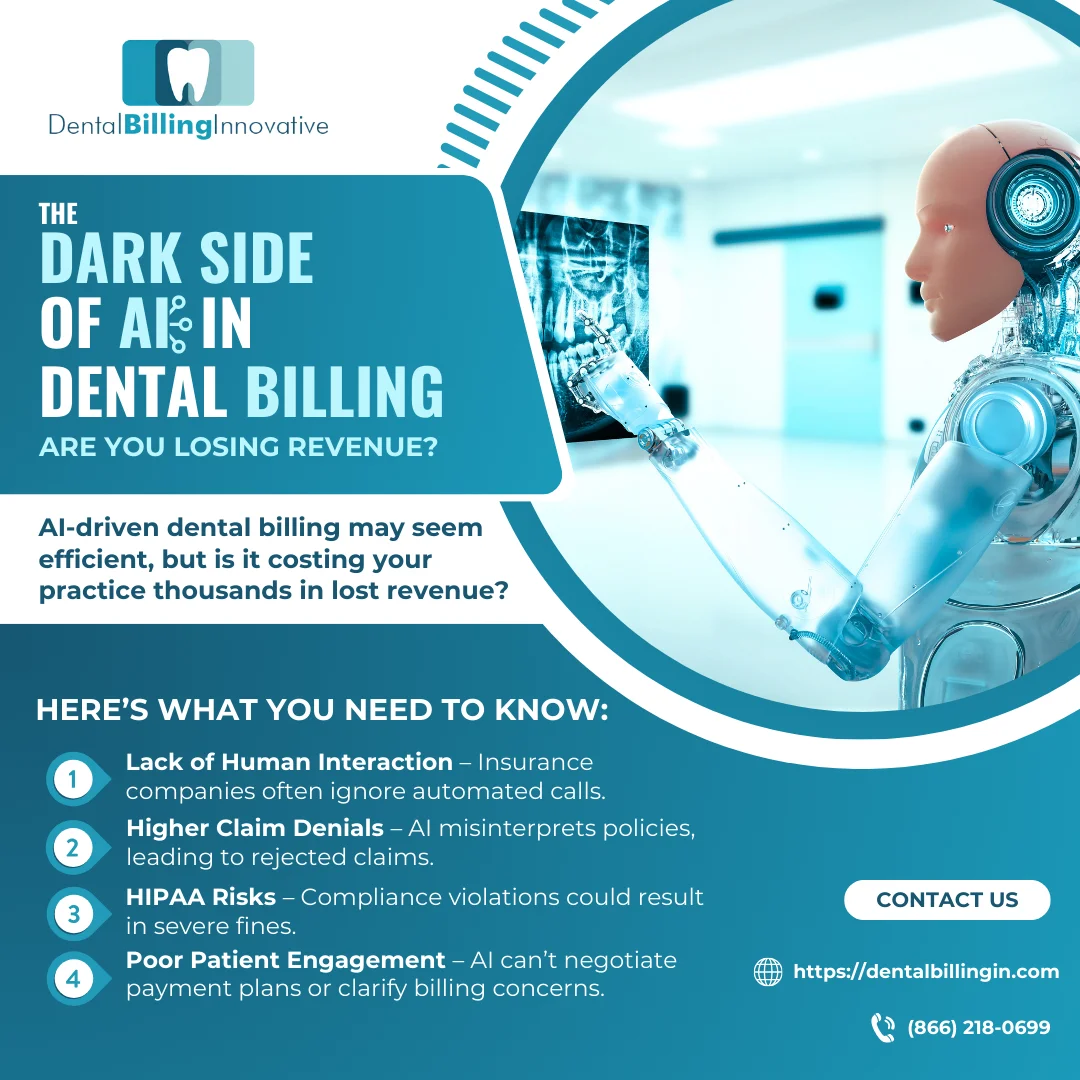 DentalBillingInnovative
THE
DARK SIDE
OF AI IN
DENTAL BILLING
ARE YOU LOSING REVENUE?
AI-driven dental billing may seem
efficient, but is it costing your
practice thousands in lost revenue?
HERE’S WHAT YOU NEED TO KNOW:
1
Lack of Human Interaction – Insurance
companies often ignore automated calls.
2
Higher Claim Denials – AI misinterprets policies,
leading to rejected claims.
3
HIPAA Risks – Compliance violations could result
in severe fines.
4
Poor Patient Engagement – AI can’t negotiate
payment plans or clarify billing concerns.
CONTACT US
https://dentalbillingin.com
(866) 218-0699